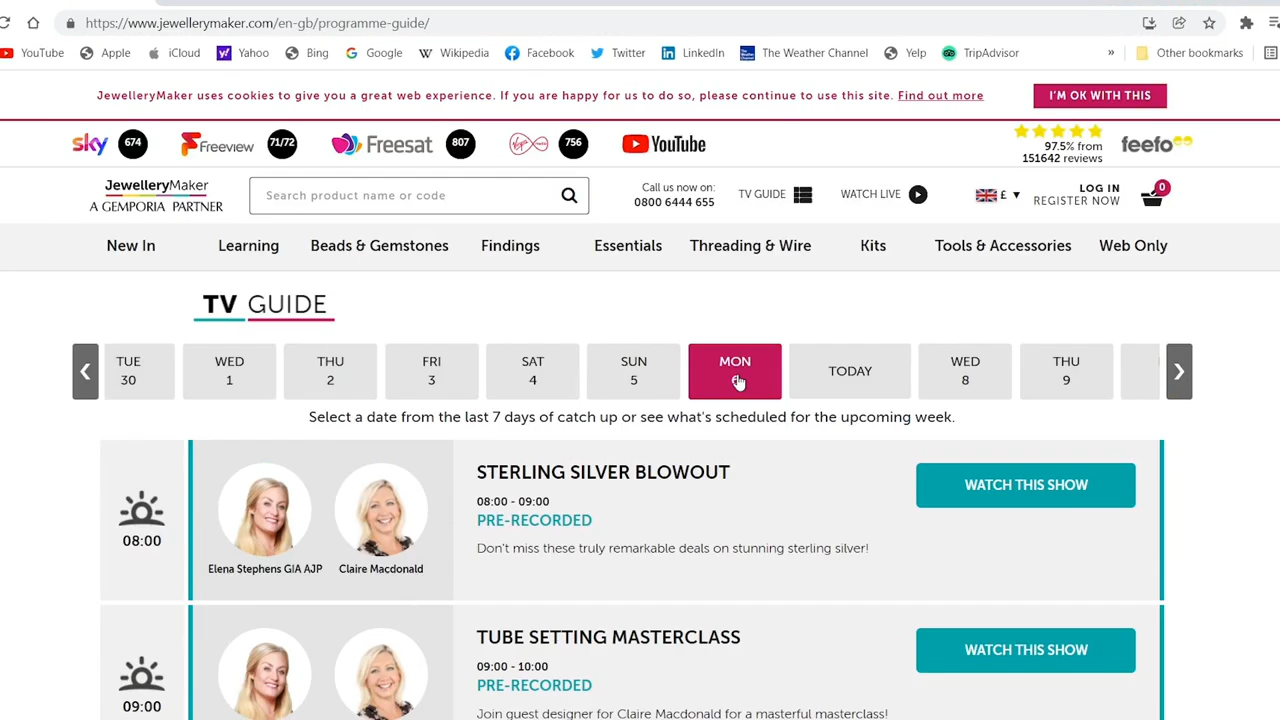 https://www.jewellerymaker.com/en-gb/programme-guide/
YouTube Apple iCloud Yahoo Bing Google Wikipedia Facebook Twitter LinkedIn The Weather Channel Yelp TripAdvisor » Other bookmarks
JewelleryMaker uses cookies to give you a great web experience. If you are happy for us to do so, please continue to use this site. Find out more
I'M OK WITH THIS
sky 674 Freeview 71/72 Freesat 807 756 YouTube
97.5% from
151642 reviews
feefo
JewelleryMaker
A GEMPORIA PARTNER
Search product name or code
Call us now on:
0800 6444 655
TV GUIDE
WATCH LIVE
£
LOG IN
REGISTER NOW
0
New In Learning Beads & Gemstones Findings Essentials Threading & Wire Kits Tools & Accessories Web Only
TV GUIDE
TUE
30
WED
1
THU
2
FRI
3
SAT
4
SUN
5
MON
TODAY
WED
8
THU
9
Select a date from the last 7 days of catch up or see what's scheduled for the upcoming week.
08:00
Elena Stephens GIA AJP
Claire Macdonald
STERLING SILVER BLOWOUT
08:00 - 09:00
PRE-RECORDED
Don't miss these truly remarkable deals on stunning sterling silver!
WATCH THIS SHOW
09:00
TUBE SETTING MASTERCLASS
09:00 - 10:00
PRE-RECORDED
Join guest designer for Claire Macdonald for a masterful masterclass!
WATCH THIS SHOW